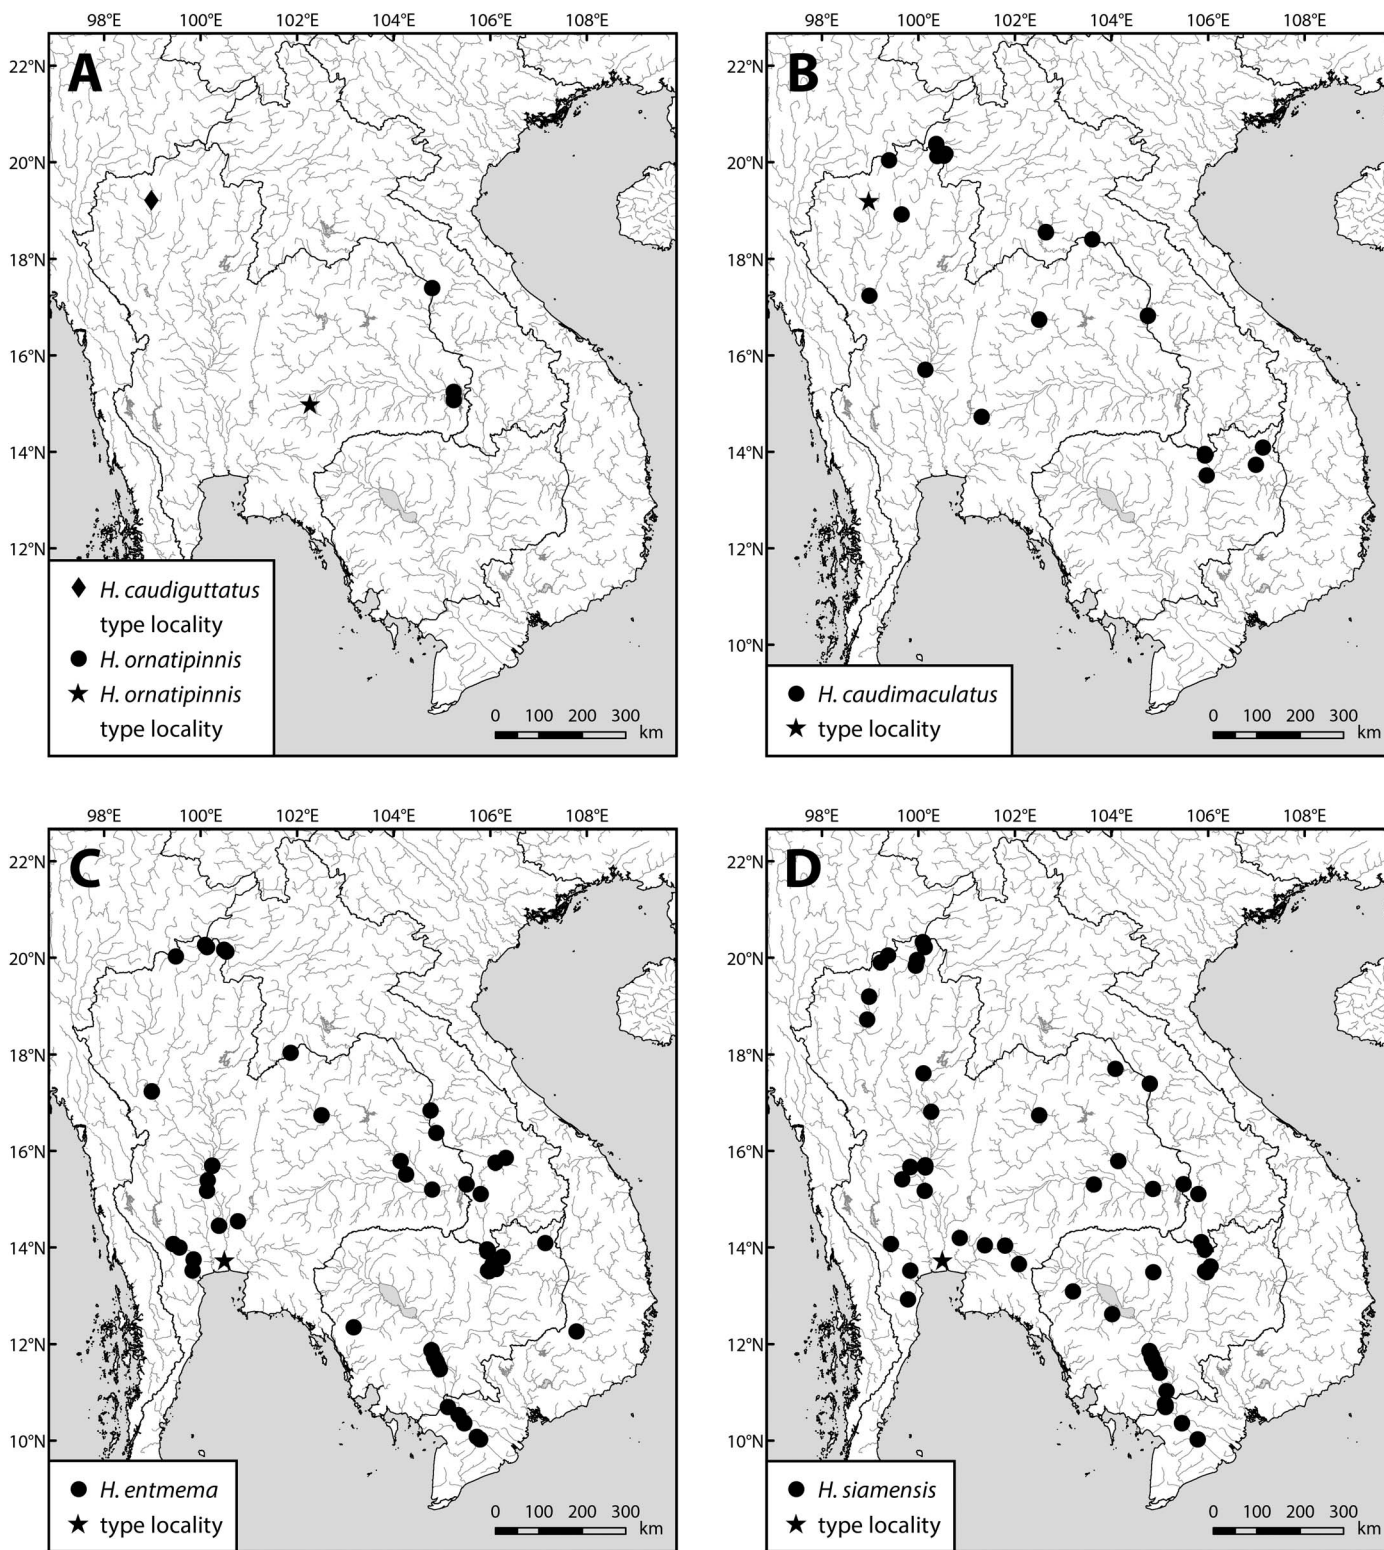 98°E 100°E 102°E 104°E 106°E 108°E
A
22°N
20°N
18°N
16°N
14°N
12°N
H. caudiguttatus
type locality
H. ornatipinnis
H. ornatipinnis
type locality
0 100 200 300 km
98°E 100°E 102°E 104°E 106°E 108°E
B
22°N
20°N
18°N
16°N
14°N
12°N
10°N
H. caudimaculatus
type locality
0 100 200 300 km
98°E 100°E 102°E 104°E 106°E 108°E
C
22°N
20°N
18°N
16°N
14°N
12°N
10°N
H. entmema
type locality
0 100 200 300 km
98°E 100°E 102°E 104°E 106°E 108°E
D
22°N
20°N
18°N
16°N
14°N
12°N
10°N
H. siamensis
type locality
0 100 200 300 km